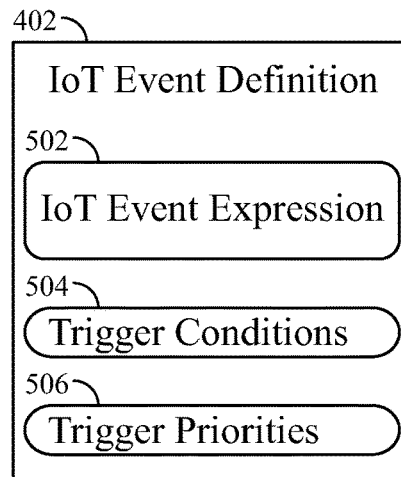 402
IoT Event Definition
502
IoT Event Expression
504
Trigger Conditions
506
Trigger Priorities